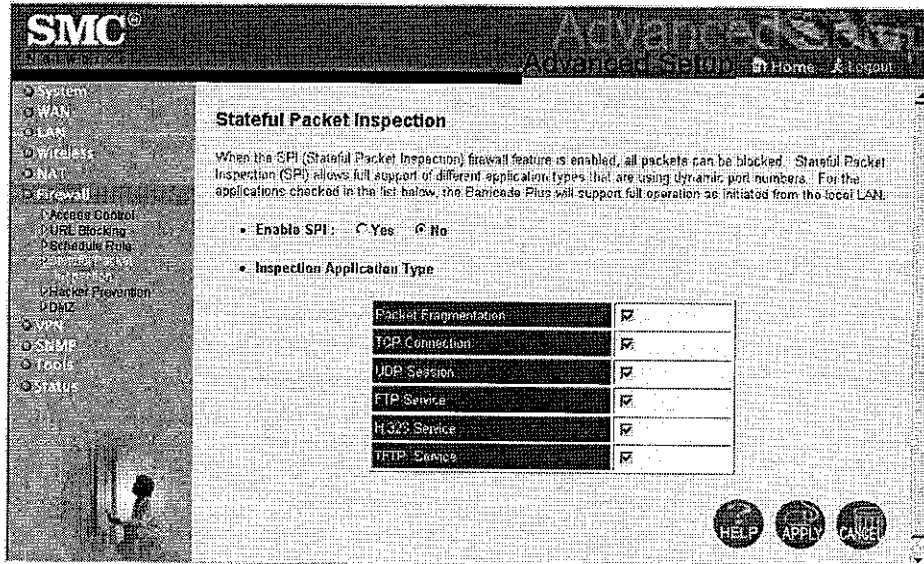 SMC®
Networks
Advanced Setup
Advanced Setup
Home
Logout
System
WAN
LAN
Wireless
NAT
Firewall
Access Control
URL Blocking
Schedule Rule
Hacker Prevention
DMZ
VPN
SNMP
Tools
Status
Stateful Packet Inspection
When the SPI (Stateful Packet Inspection) firewall feature is enabled, all packets can be blocked. Stateful Packet
Inspection (SPI) allows full support of different application types that are using dynamic port numbers. For the
applications checked in the list below, the Barricade Plus will support full operation as initiated from the local LAN.
• Enable SPI : Yes No
• Inspection Application Type
Packet Fragmentation
TCP Connection
UDP Session
FTP Service
H.323 Service
TFTP Service
HELP
APPLY
CANCEL